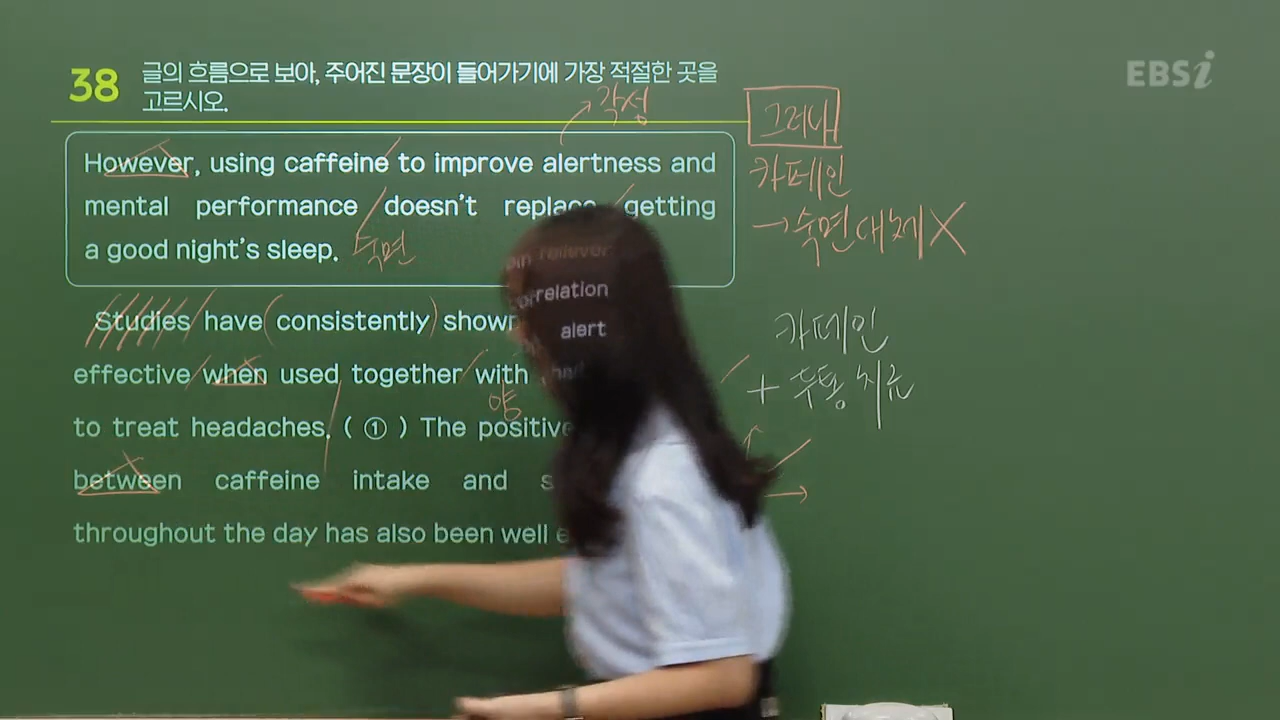 EBSi
38 글의 흐름으로 보아, 주어진 문장이 들어가기에 가장 적절한 곳을
고르시오.
각성
However, using caffeine to improve alertness and
mental performance doesn't replace getting
a good night's sleep. 숙면
그러나
카페인
→ 숙면 대체 X
Studies have (consistently) shown
effective when used together with
양
to treat headaches. ( ① ) The positive
between caffeine intake and
throughout the day has also been well
reliever
correlation
alert
카페인
+ 두통 치료